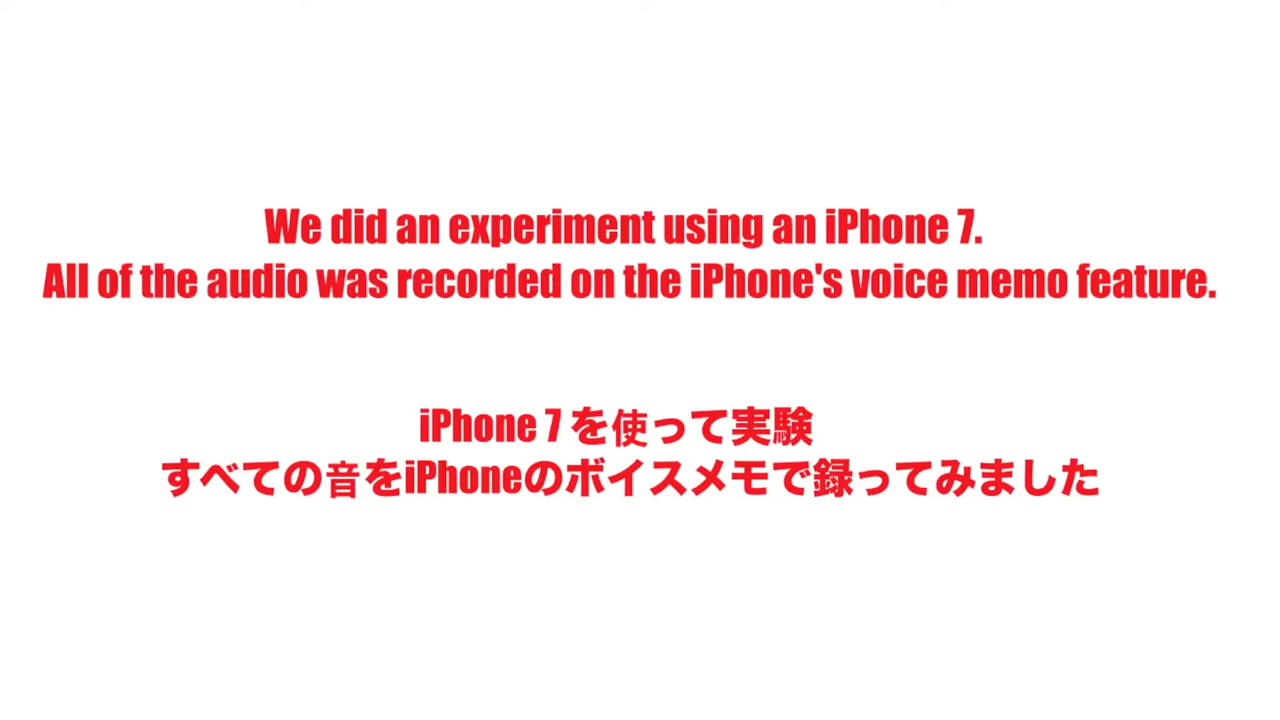 We did an experiment using an iPhone 7.
All of the audio was recorded on the iPhone's voice memo feature.
iPhone 7 を使って実験
すべての音をiPhoneのボイスメモで録ってみました